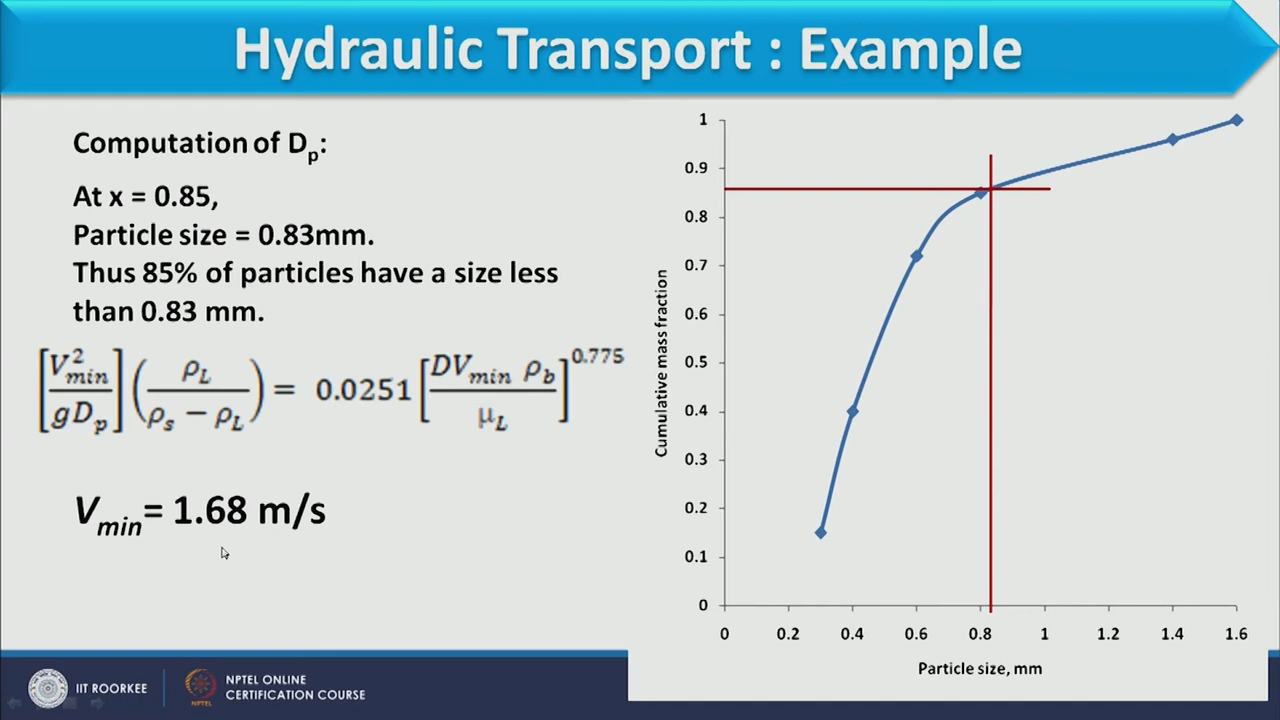 Hydraulic Transport : Example
Computation of Dp:
At x = 0.85,
Particle size = 0.83mm.
Thus 85% of particles have a size less
than 0.83 mm.
[V²min / gDp] (ρL / (ρs − ρL)) = 0.0251 [DVmin ρb / μL]^0.775
Vmin= 1.68 m/s
Cumulative mass fraction
1
0.9
0.8
0.7
0.6
0.5
0.4
0.3
0.2
0.1
0
0 0.2 0.4 0.6 0.8 1 1.2 1.4 1.6
Particle size, mm
IIT ROORKEE
NPTEL
NPTEL ONLINE
CERTIFICATION COURSE